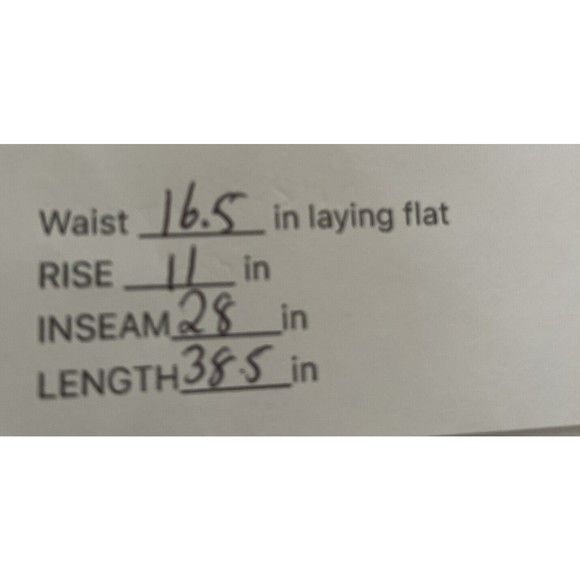 Waist 16.5 in laying flat
RISE 11 in
INSEAM 28 in
LENGTH 38.5 in